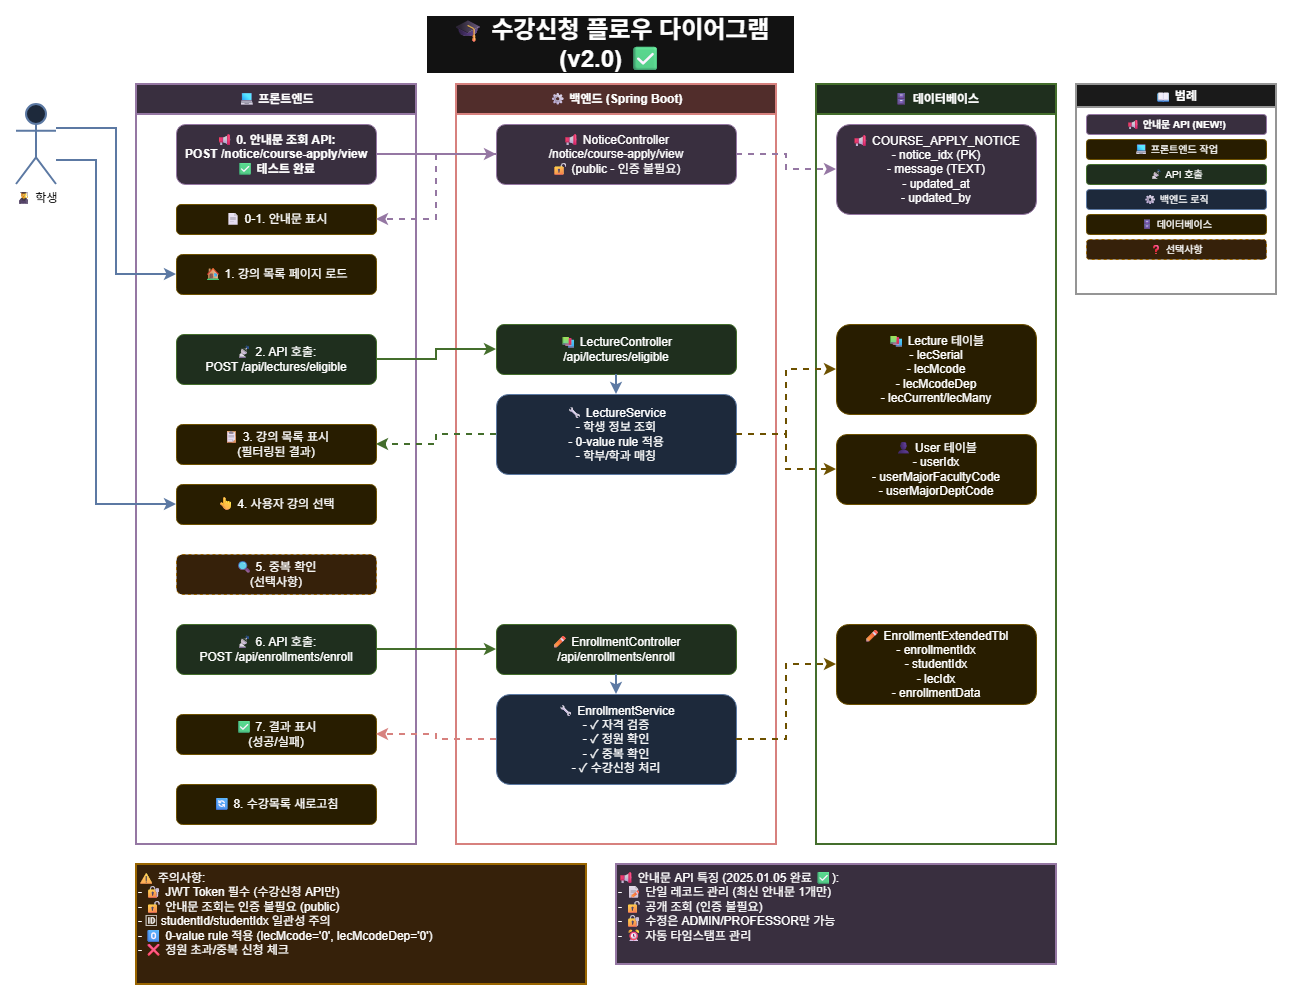 🎓 수강신청 플로우 다이어그램
(v2.0) ✅
👨‍🎓 학생
💻 프론트엔드
📢 0. 안내문 조회 API:
POST /notice/course-apply/view
✅ 테스트 완료
📄 0-1. 안내문 표시
🏠 1. 강의 목록 페이지 로드
📡 2. API 호출:
POST /api/lectures/eligible
📋 3. 강의 목록 표시
(필터링된 결과)
👆 4. 사용자 강의 선택
🔍 5. 중복 확인
(선택사항)
📡 6. API 호출:
POST /api/enrollments/enroll
✅ 7. 결과 표시
(성공/실패)
🔄 8. 수강목록 새로고침
⚙️ 백엔드 (Spring Boot)
📢 NoticeController
/notice/course-apply/view
🔓 (public - 인증 불필요)
📚 LectureController
/api/lectures/eligible
🔧 LectureService
- 학생 정보 조회
- 0-value rule 적용
- 학부/학과 매칭
✏️ EnrollmentController
/api/enrollments/enroll
🔧 EnrollmentService
- ✓ 자격 검증
- ✓ 정원 확인
- ✓ 중복 확인
- ✓ 수강신청 처리
🗄️ 데이터베이스
📢 COURSE_APPLY_NOTICE
- notice_idx (PK)
- message (TEXT)
- updated_at
- updated_by
📚 Lecture 테이블
- lecSerial
- lecMcode
- lecMcodeDep
- lecCurrent/lecMany
👤 User 테이블
- userIdx
- userMajorFacultyCode
- userMajorDeptCode
✏️ EnrollmentExtendedTbl
- enrollmentIdx
- studentIdx
- lecIdx
- enrollmentData
📖 범례
📢 안내문 API (NEW!)
💻 프론트엔드 작업
📡 API 호출
⚙️ 백엔드 로직
🗄️ 데이터베이스
❓ 선택사항
⚠️ 주의사항:
- 🔐 JWT Token 필수 (수강신청 API만)
- 🔓 안내문 조회는 인증 불필요 (public)
- 🆔 studentId/studentIdx 일관성 주의
- 0️⃣ 0-value rule 적용 (lecMcode='0', lecMcodeDep='0')
- ❌ 정원 초과/중복 신청 체크
📢 안내문 API 특징 (2025.01.05 완료 ✅):
- 📝 단일 레코드 관리 (최신 안내문 1개만)
- 🔓 공개 조회 (인증 불필요)
- 🔐 수정은 ADMIN/PROFESSOR만 가능
- ⏰ 자동 타임스탬프 관리